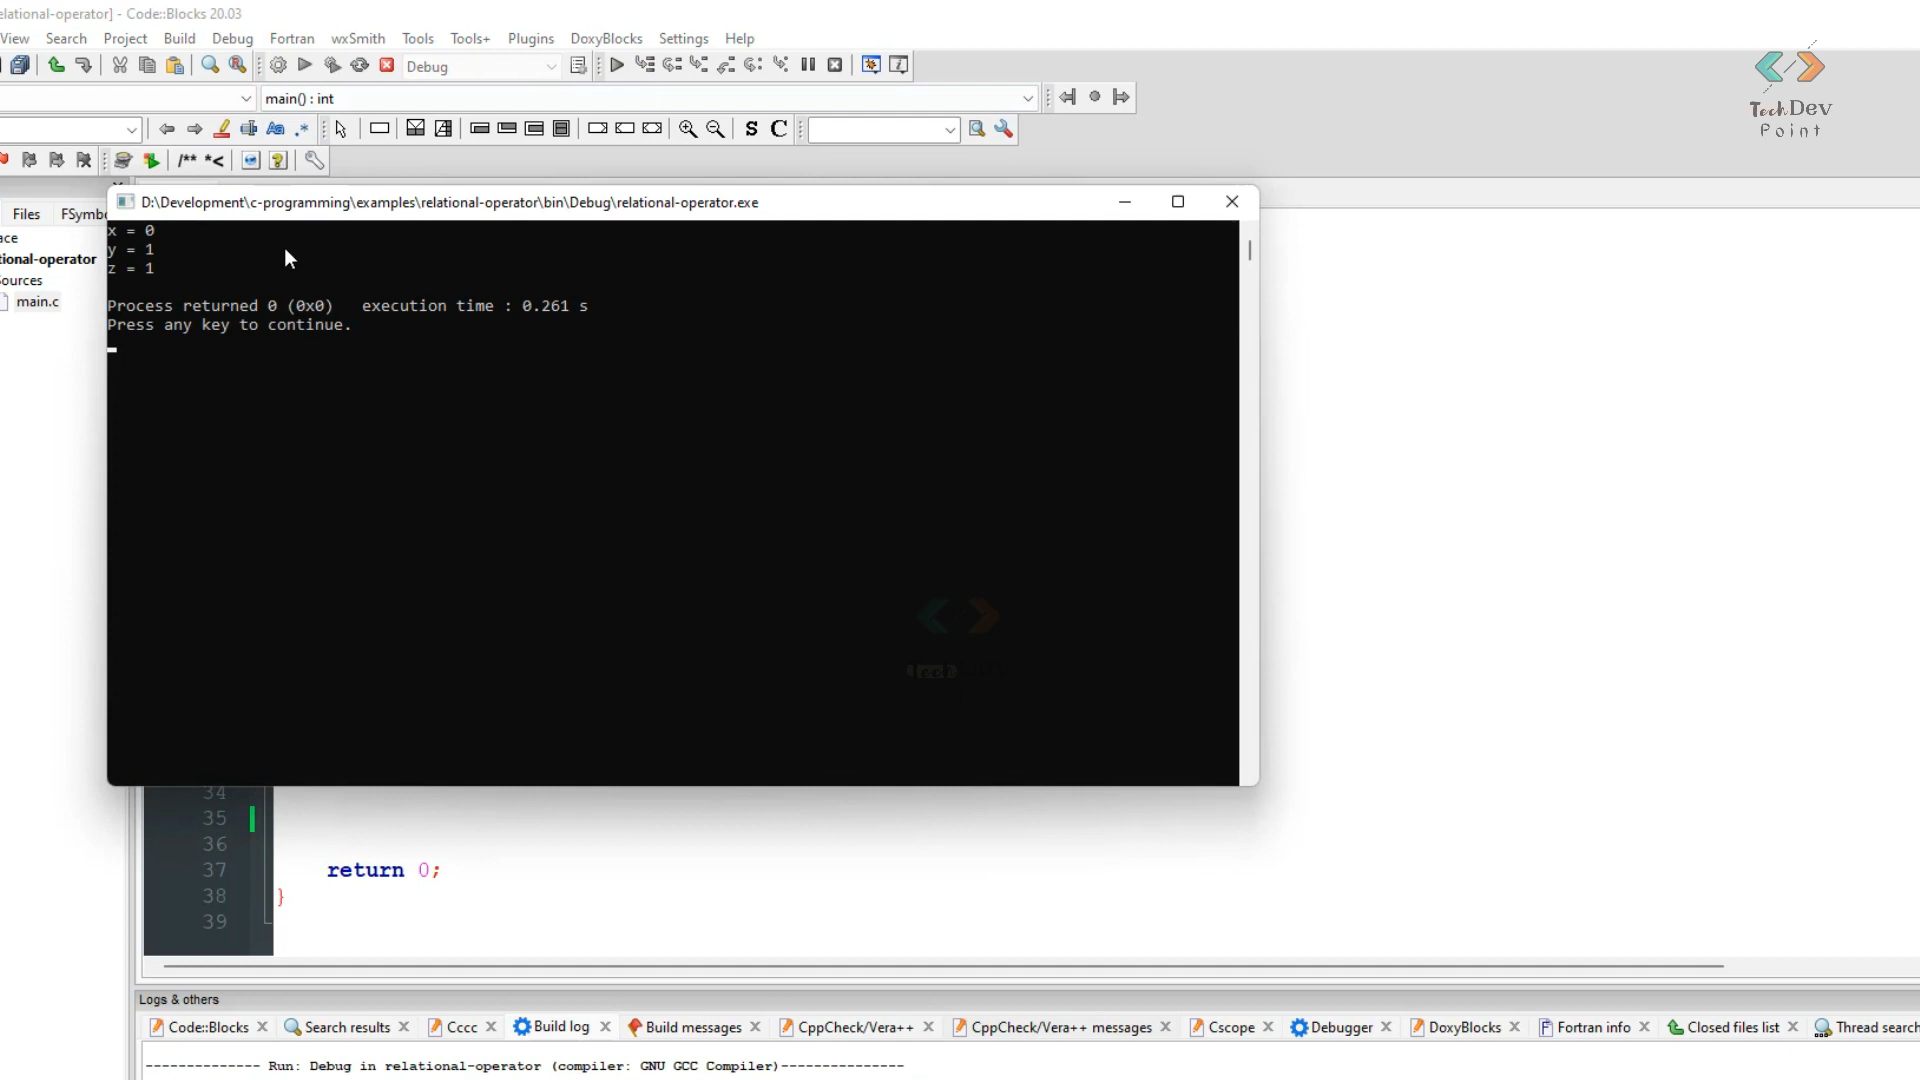 elational-operator] - Code::Blocks 20.03
View Search Project Build Debug Fortran wxSmith Tools Tools+ Plugins DoxyBlocks Settings Help
Debug
main() : int
S C
/** *<
TechDev
Point
D:\Development\c-programming\examples\relational-operator\bin\Debug\relational-operator.exe
Files FSymbo
ace
tional-operator
Sources
main.c
x = 0
y = 1
z = 1
Process returned 0 (0x0)   execution time : 0.261 s
Press any key to continue.
Tech
34
35
36
37 return 0;
38 }
39
Logs & others
Code::Blocks Search results Cccc Build log Build messages CppCheck/Vera++ CppCheck/Vera++ messages Cscope Debugger DoxyBlocks Fortran info Closed files list Thread search
-------------- Run: Debug in relational-operator (compiler: GNU GCC Compiler)---------------